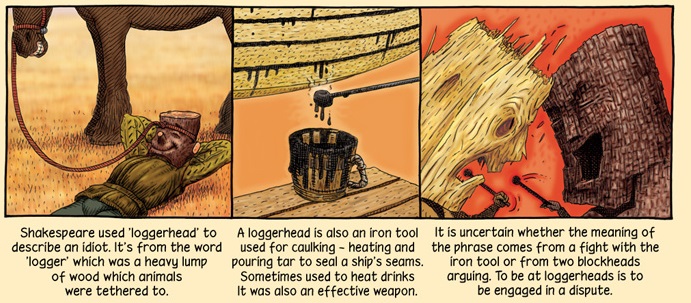 Shakespeare used 'loggerhead' to
describe an idiot. It's from the word
'logger' which was a heavy lump
of wood which animals
were tethered to.
A loggerhead is also an iron tool
used for caulking - heating and
pouring tar to seal a ship's seams.
Sometimes used to heat drinks
It was also an effective weapon.
It is uncertain whether the meaning of
the phrase comes from a fight with the
iron tool or from two blockheads
arguing. To be at loggerheads is to
be engaged in a dispute.